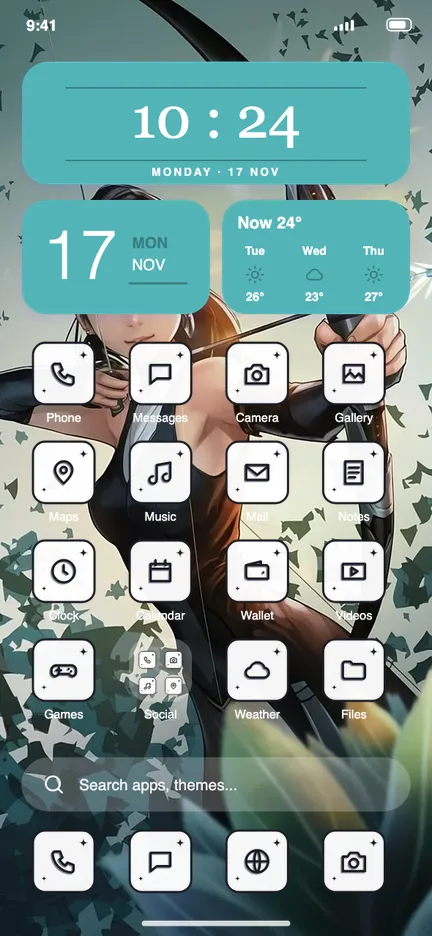 9:41
10 : 24
MONDAY · 17 NOV
17
MON
NOV
Now 24°
Tue Wed Thu
26° 23° 27°
Phone Messages Camera Gallery
Maps Music Mail Notes
Clock Calendar Wallet Videos
Games Social Weather Files
Search apps, themes...